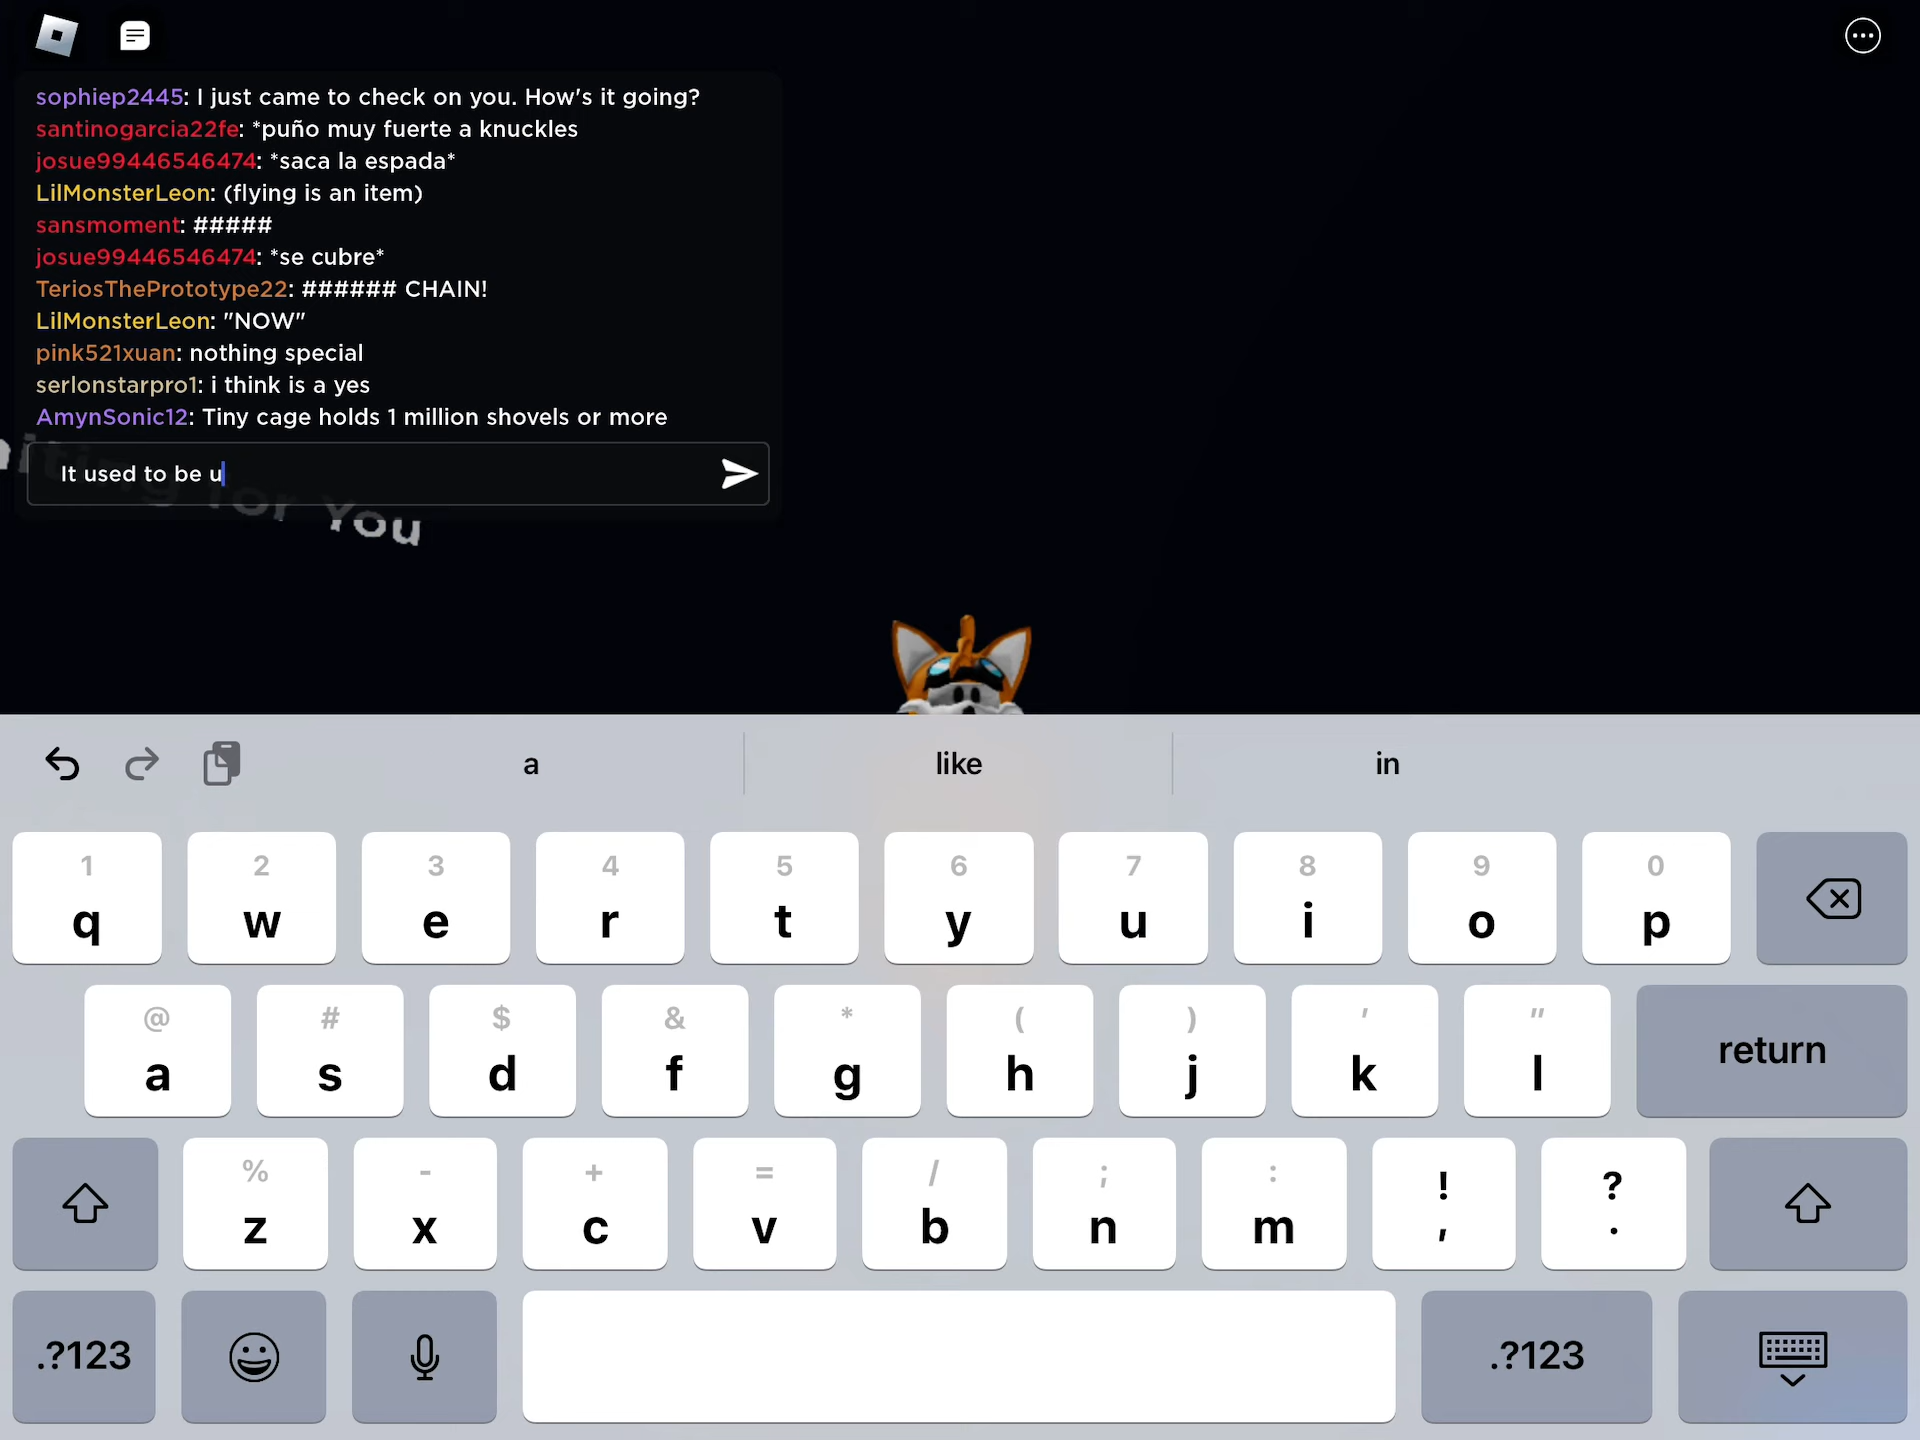 sophiep2445: I just came to check on you. How's it going?
santinogarcia22fe: *puño muy fuerte a knuckles
josue99446546474: *saca la espada*
LilMonsterLeon: (flying is an item)
sansmoment: #####
josue99446546474: *se cubre*
TeriosThePrototype22: ###### CHAIN!
LilMonsterLeon: "NOW"
pink521xuan: nothing special
serlonstarpro1: i think is a yes
AmynSonic12: Tiny cage holds 1 million shovels or more
It used to be u
for You
a like in
1 2 3 4 5 6 7 8 9 0
q w e r t y u i o p
@ # $ & * ( ) ' "
a s d f g h j k l return
% - + = / ; : ! ?
z x c v b n m , .
.?123 .?123